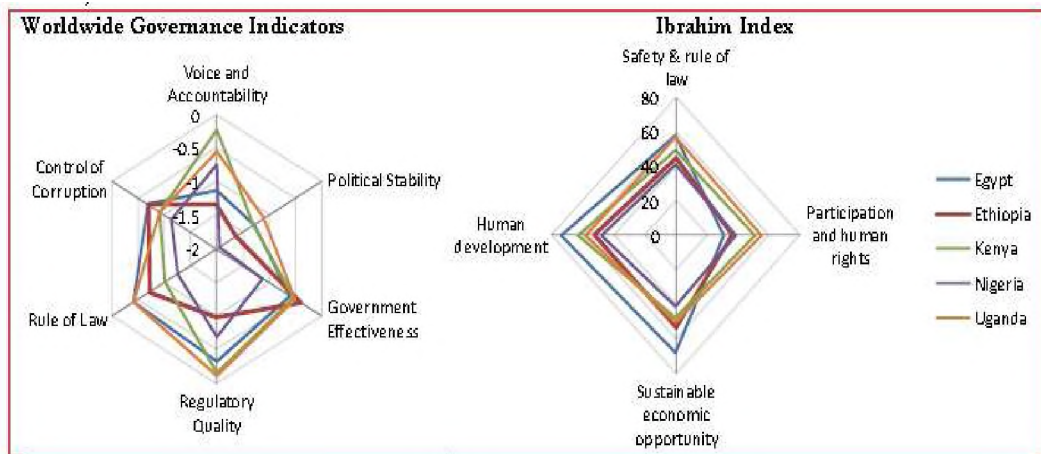 Worldwide Governance Indicators
Voice and
Accountability
0
-0.5
-1
-1.5
-2
Control of
Corruption
Political Stability
Rule of Law
Government
Effectiveness
Regulatory
Quality
Ibrahim Index
Safety & rule of
law
80
60
40
20
0
Human
development
Participation
and human
rights
Sustainable
economic
opportunity
Egypt
Ethiopia
Kenya
Nigeria
Uganda